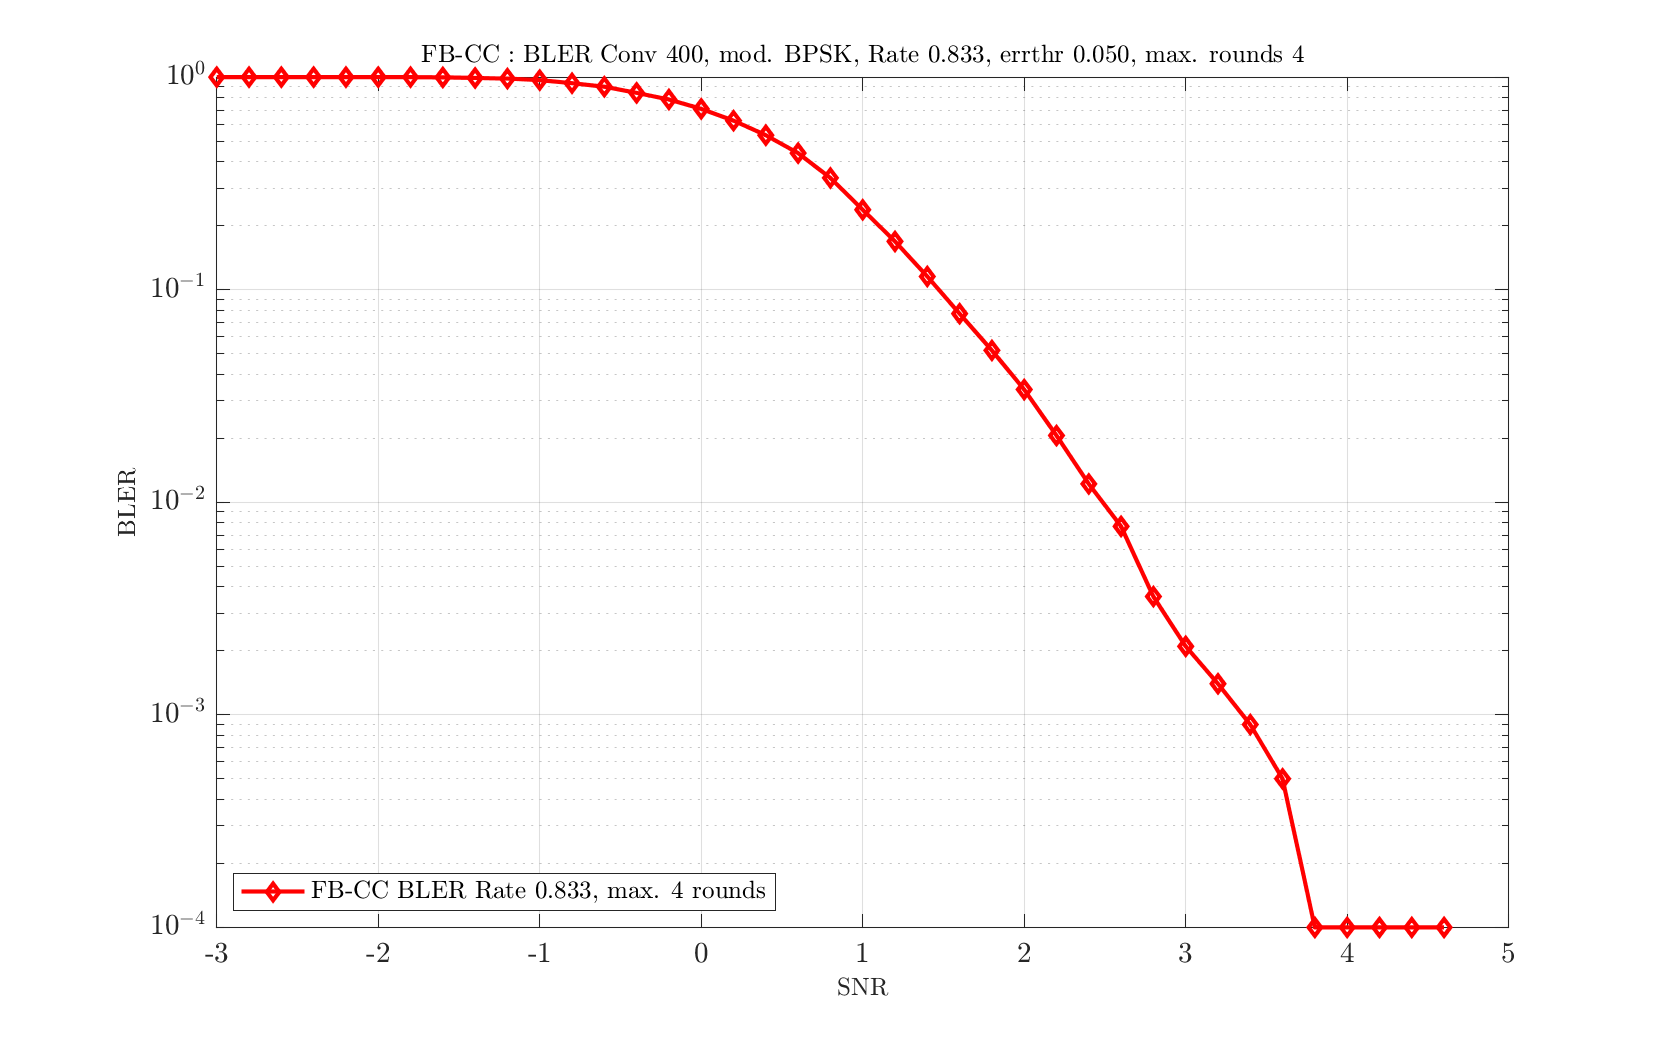 FB-CC : BLER Conv 400, mod. BPSK, Rate 0.833, errthr 0.050, max. rounds 4
10^0
10^{-1}
10^{-2}
10^{-3}
10^{-4}
BLER
FB-CC BLER Rate 0.833, max. 4 rounds
-3 -2 -1 0 1 2 3 4 5
SNR